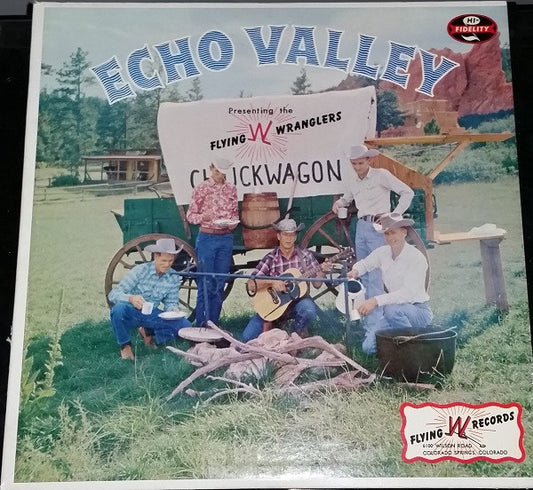 HI-
FIDELITY
ECHO VALLEY
Presenting the
FLYING W WRANGLERS
CHUCKWAGON
FLYING W RECORDS
6100 WILSON ROAD
COLORADO SPRINGS, COLORADO